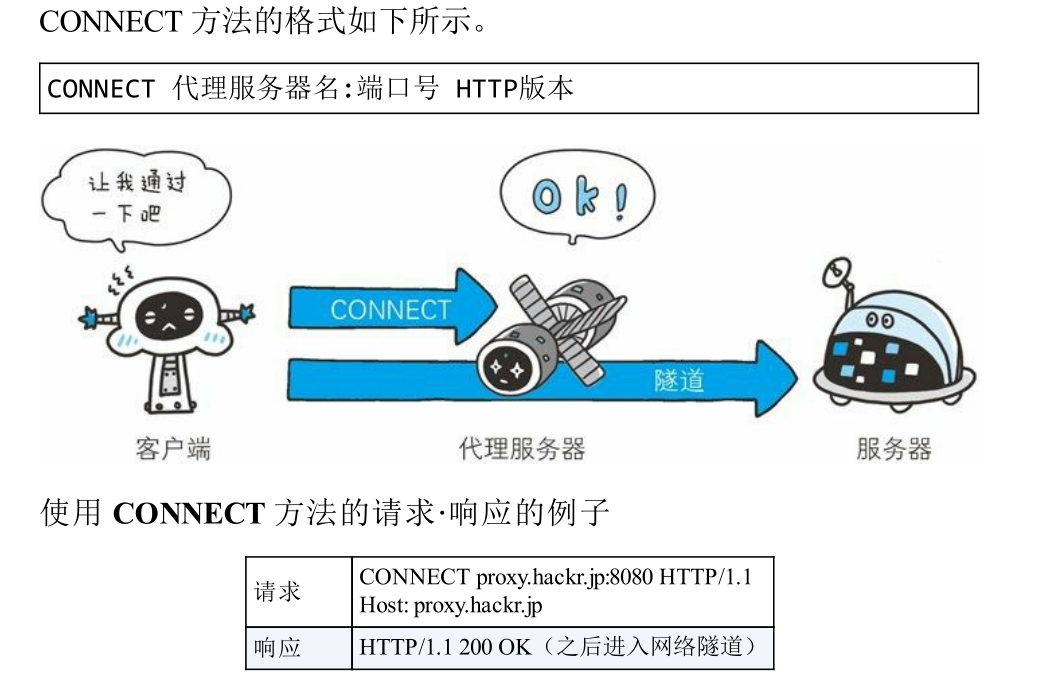 CONNECT 方法的格式如下所示。
CONNECT 代理服务器名:端口号 HTTP版本
让我通过
一下吧
Ok!
CONNECT
隧道
客户端
代理服务器
服务器
使用 CONNECT 方法的请求·响应的例子
请求
CONNECT proxy.hackr.jp:8080 HTTP/1.1
Host: proxy.hackr.jp
响应
HTTP/1.1 200 OK（之后进入网络隧道）